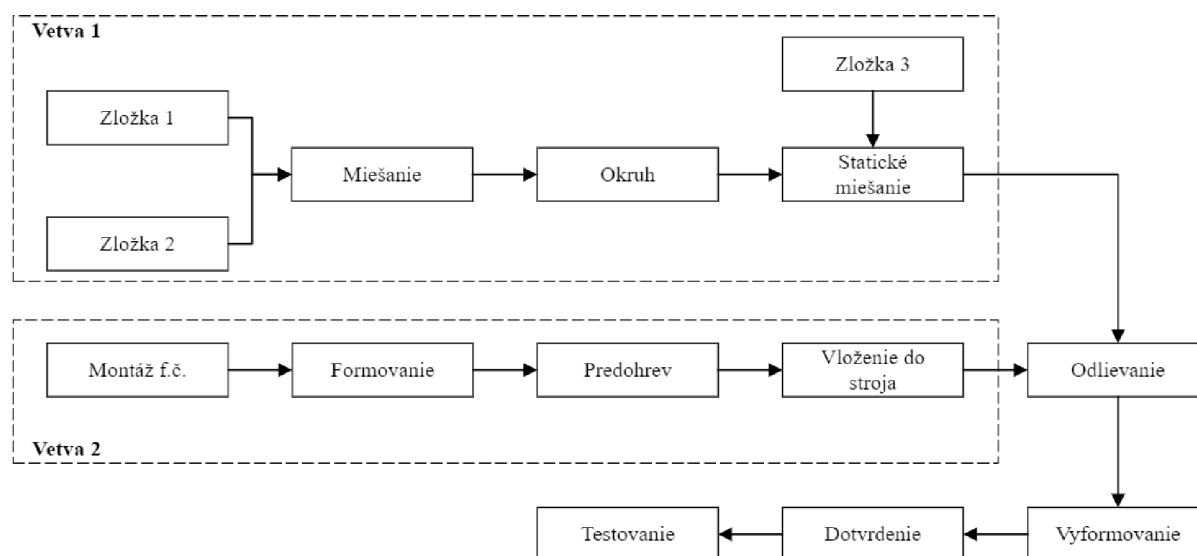 Vetva 1
Zložka 3
Zložka 1
Miešanie
Okruh
Statické
miešanie
Zložka 2
Montáž f.č.
Formovanie
Predohrev
Vloženie do
stroja
Odlievanie
Vetva 2
Testovanie
Dotvrdenie
Vyformovanie